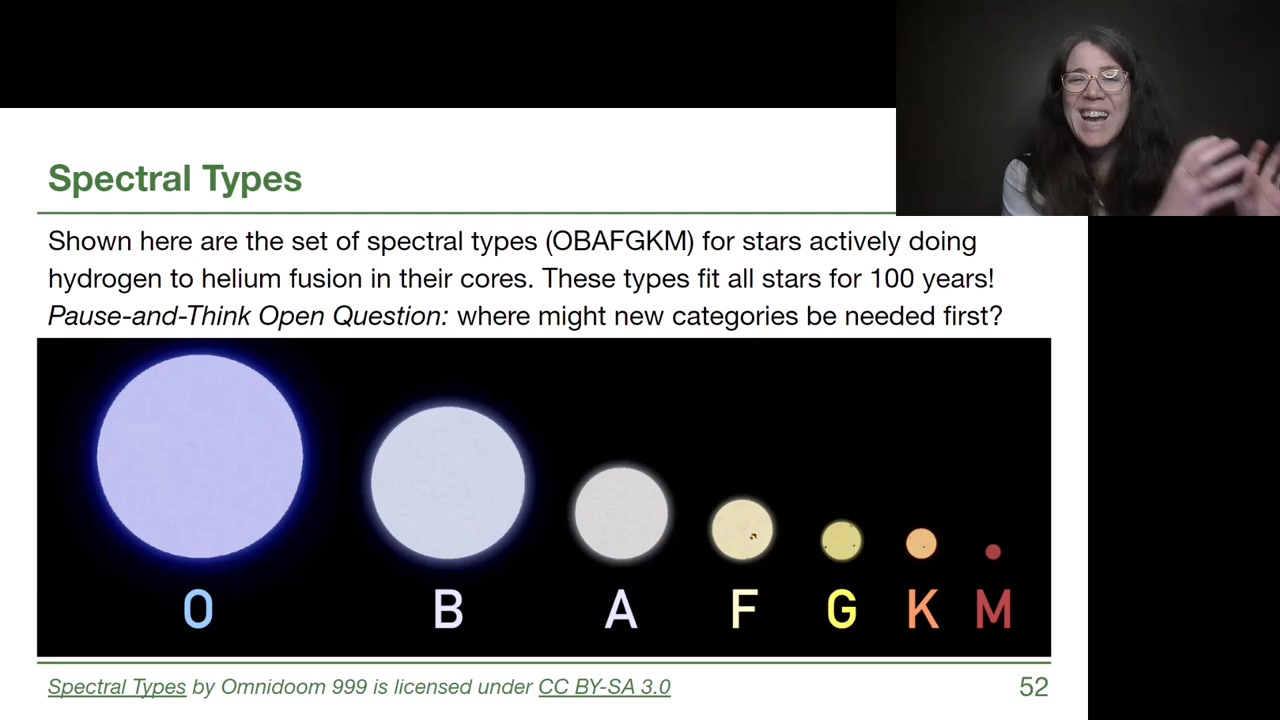 Spectral Types
Shown here are the set of spectral types (OBAFGKM) for stars actively doing
hydrogen to helium fusion in their cores. These types fit all stars for 100 years!
Pause-and-Think Open Question: where might new categories be needed first?
O B A F G K M
Spectral Types by Omnidoom 999 is licensed under CC BY-SA 3.0
52